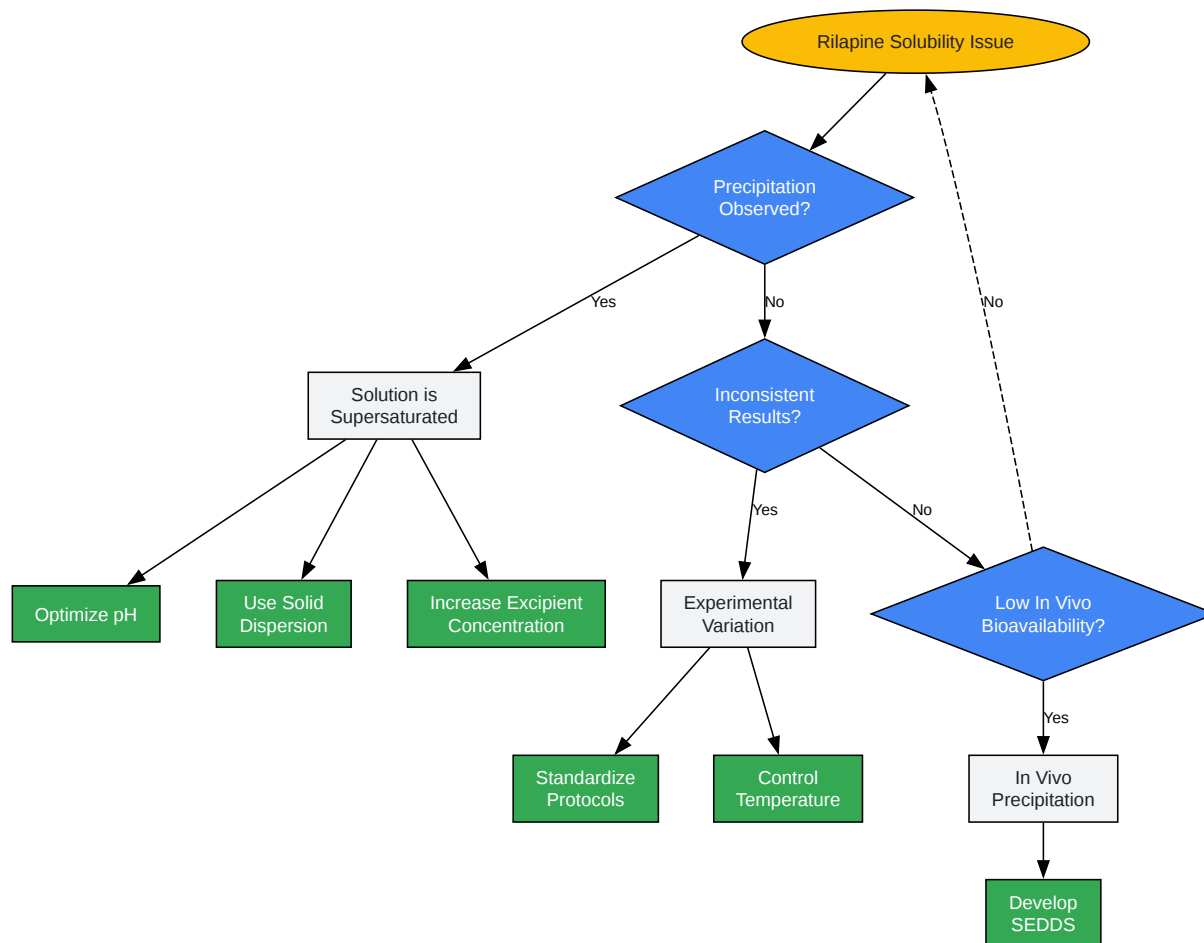 Rilapine Solubility Issue
Precipitation
Observed?
Yes
No
No
Solution is
Supersaturated
Inconsistent
Results?
Yes
No
Optimize pH
Use Solid
Dispersion
Increase Excipient
Concentration
Experimental
Variation
Low In Vivo
Bioavailability?
Yes
Standardize
Protocols
Control
Temperature
In Vivo
Precipitation
Develop
SEDDS